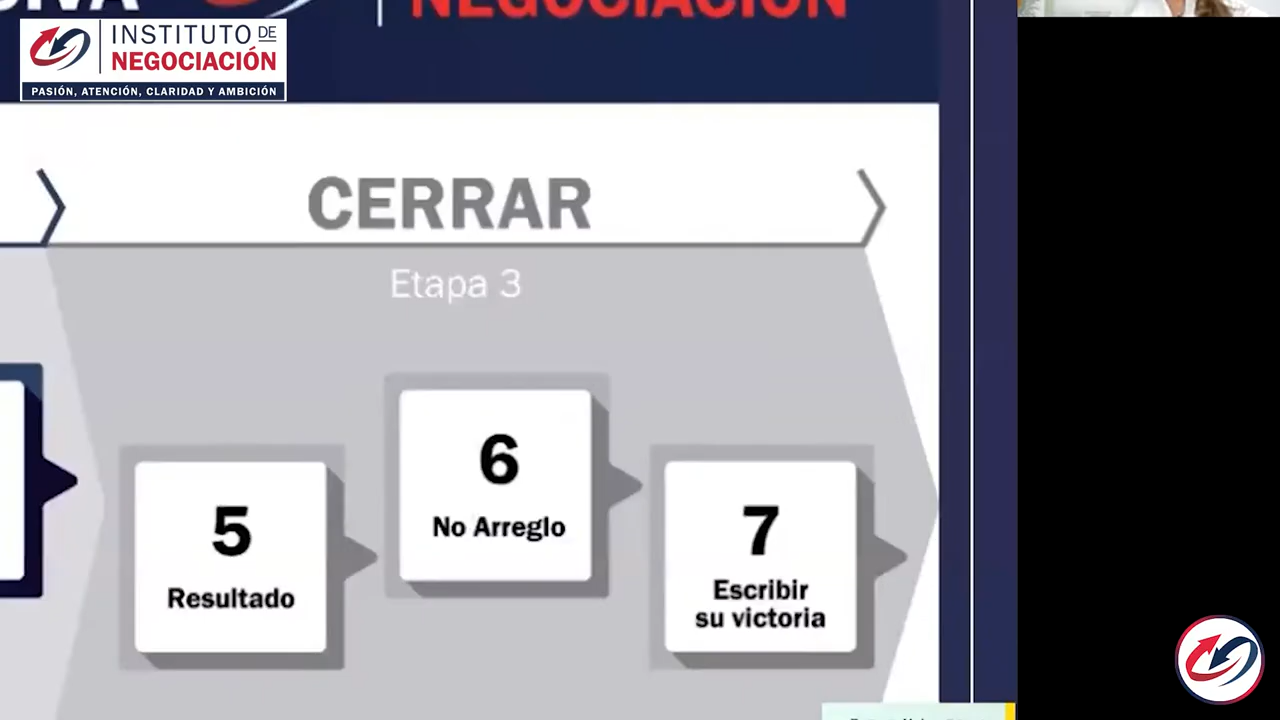 NEGOCIACIÓN
INSTITUTO DE
NEGOCIACIÓN
PASIÓN, ATENCIÓN, CLARIDAD Y AMBICIÓN
CERRAR
Etapa 3
5
Resultado
6
No Arreglo
7
Escribir
su victoria